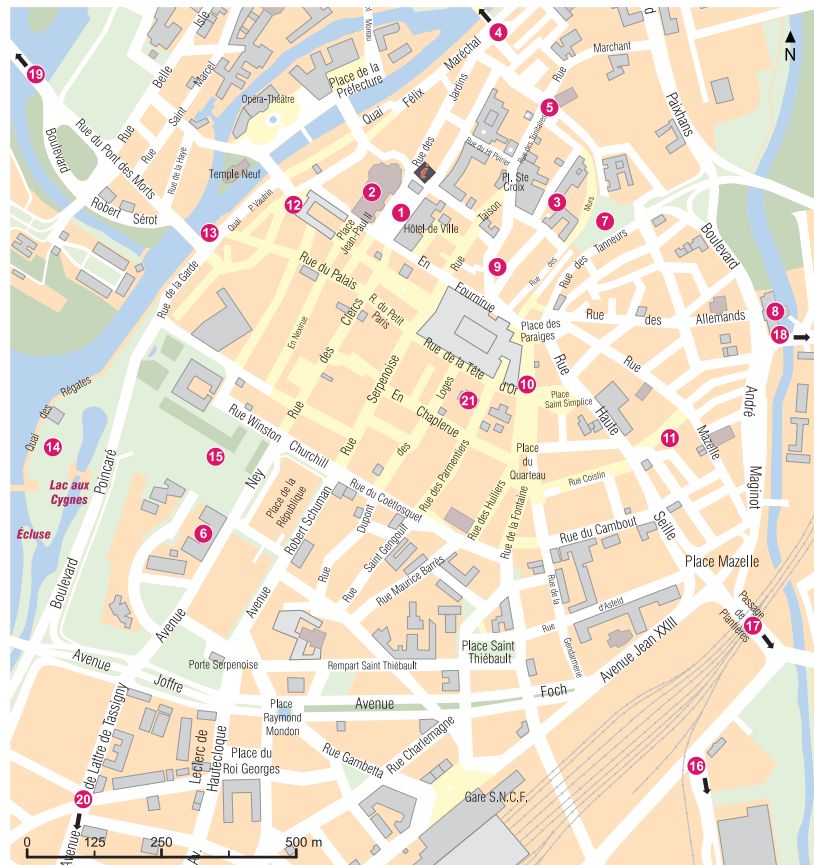 4
N
19
Belle
Isle
Marcel
Saint
Rue
Moreau
Pont
Place de la
Préfecture
Opéra-Théâtre
Quai
Félix
Maréchal
Jardins
Rue des
Rue
Marchant
5
Paixhans
d
Boulevard
Rue du Pont des Morts
Rue
Rue de la Haye
Robert
Sérot
Temple Neuf
Quai
P. Vautrin
13
12
2
1
Place
Jean-Paul II
Hôtel de Ville
Rue du Ht Poirier
Rue des Trinitaires
Pl. Ste
Croix
3
7
Murs
Taison
Rue
9
Rue
des
Rue des
Tanneurs
Boulevard
8
18
Rue de la Garde
Rue du Palais
En
Fournirue
R. du Petit
Paris
En Nexirue
Clercs
des
Rue
Serpenoise
Rue
Place des
Paraiges
Rue
des
Allemands
Rue de la Tête
d'Or
10
Place
Saint Simplice
Rue
Haute
Seille
Rue
Mazelle
11
André
Maginot
Loges
21
En
Chaplerue
des
Quai
des
Régates
14
Lac aux
Cygnes
Écluse
Poincaré
Boulevard
15
Rue Winston
Churchill
Ney
Avenue
6
Place de la
République
Robert Schuman
Avenue
Rue du Coëtlosquet
Dupont
Rue
Saint Gengoulf
Rue
Rue Maurice Barrès
Rue des Parmentiers
Rue des Huiliers
Rue de la Fontaine
Place
du
Quarteau
Rue Coislin
Rue du Cambout
Place Mazelle
Rue de la
Gendarmerie
Rue
d'Asfeld
Avenue Jean XXIII
Passage
de
Plantières
17
Place Saint
Thiébault
Porte Serpenoise
Rempart Saint Thiébault
Avenue
Joffre
Avenue
Foch
Place
Raymond
Mondon
Avenue
de Lattre de Tassigny
20
Leclerc de
Hautecloque
Av.
Place du
Roi Georges
Rue Gambetta
Rue Charlemagne
Gare S.N.C.F.
16
0 125 250 500 m